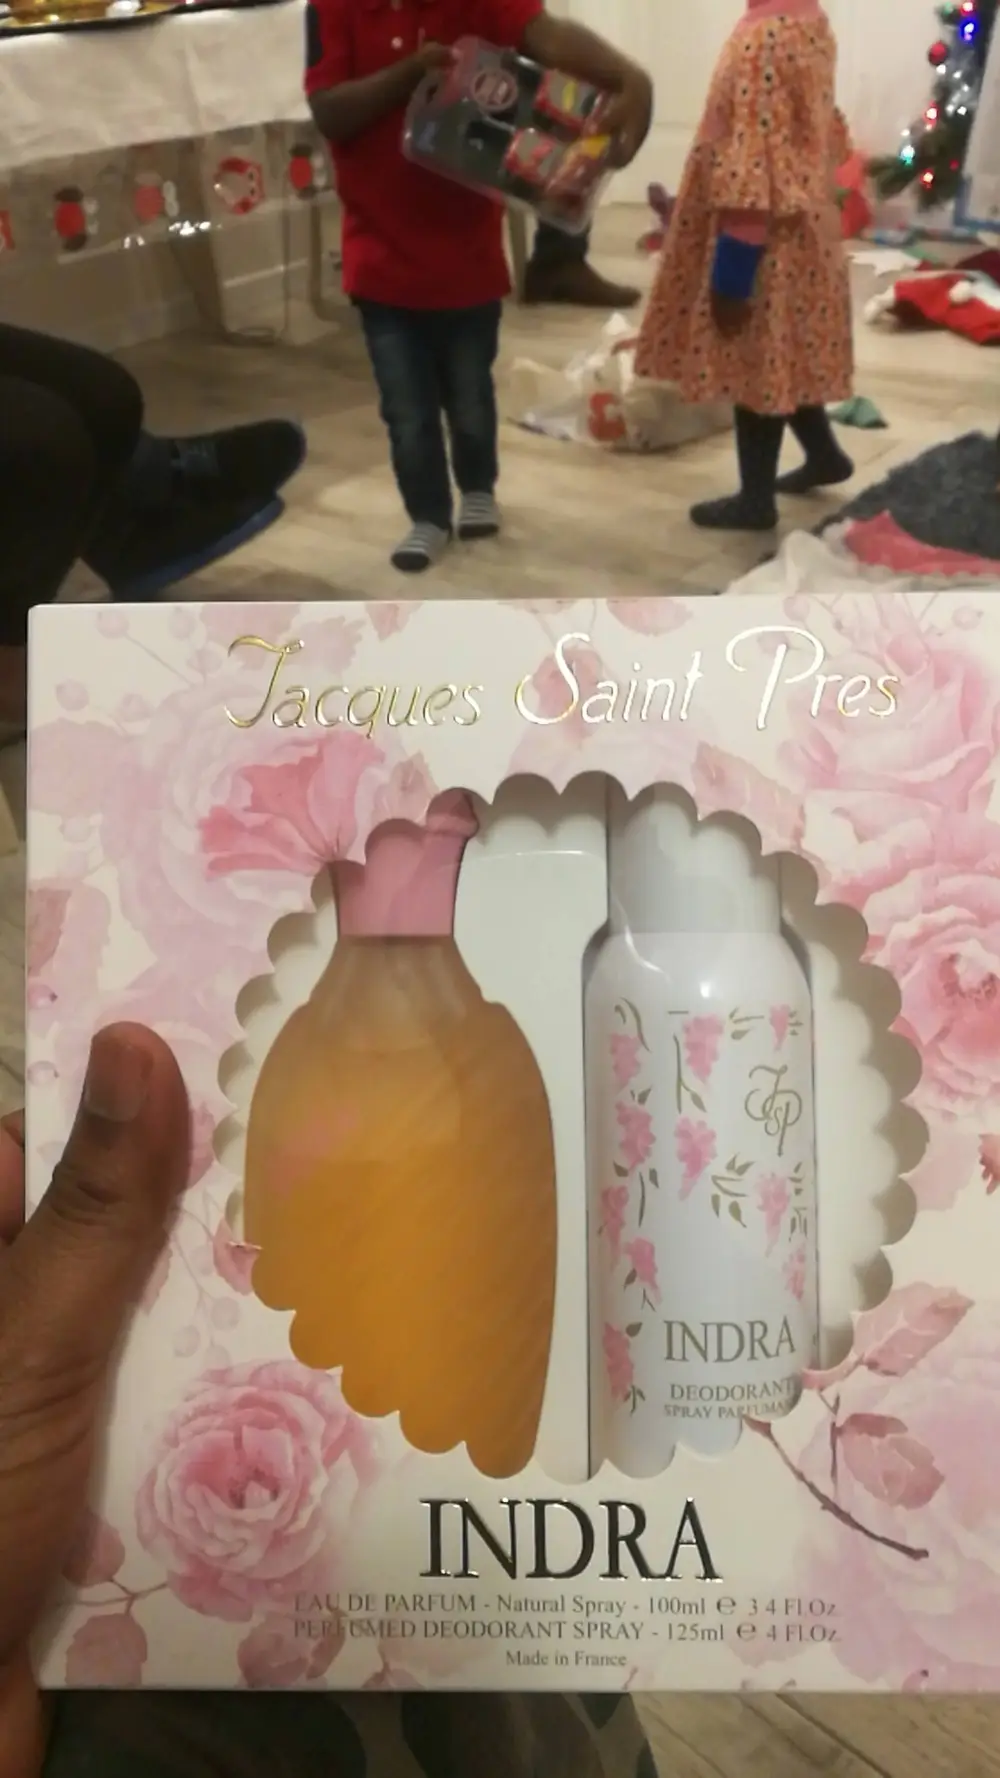 Jacques Saint Pres
JSP
INDRA
DEODORANT
SPRAY
INDRA
EAU DE PARFUM - Natural Spray - 100ml ℮ 3 4 Fl.Oz
PERFUMED DEODORANT SPRAY - 125ml ℮ 4 Fl.Oz.
Made in France